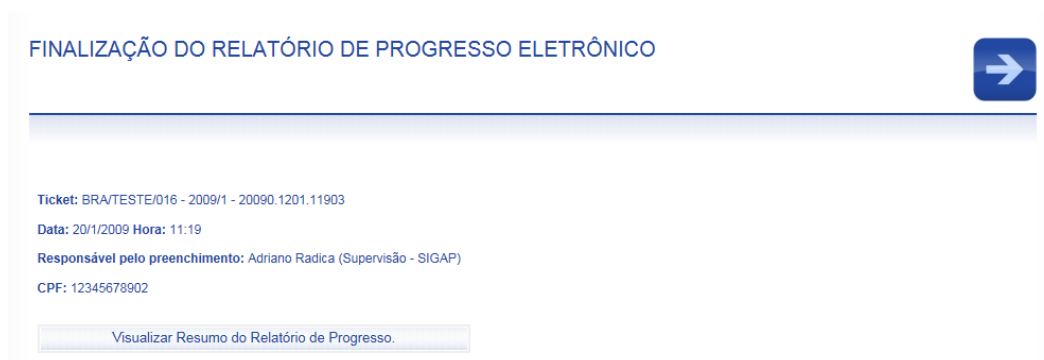 FINALIZAÇÃO DO RELATÓRIO DE PROGRESSO ELETRÔNICO
Ticket: BRA/TESTE/016 - 2009/1 - 20090.1201.11903
Data: 20/1/2009 Hora: 11:19
Responsável pelo preenchimento: Adriano Radica (Supervisão - SIGAP)
CPF: 12345678902
Visualizar Resumo do Relatório de Progresso.